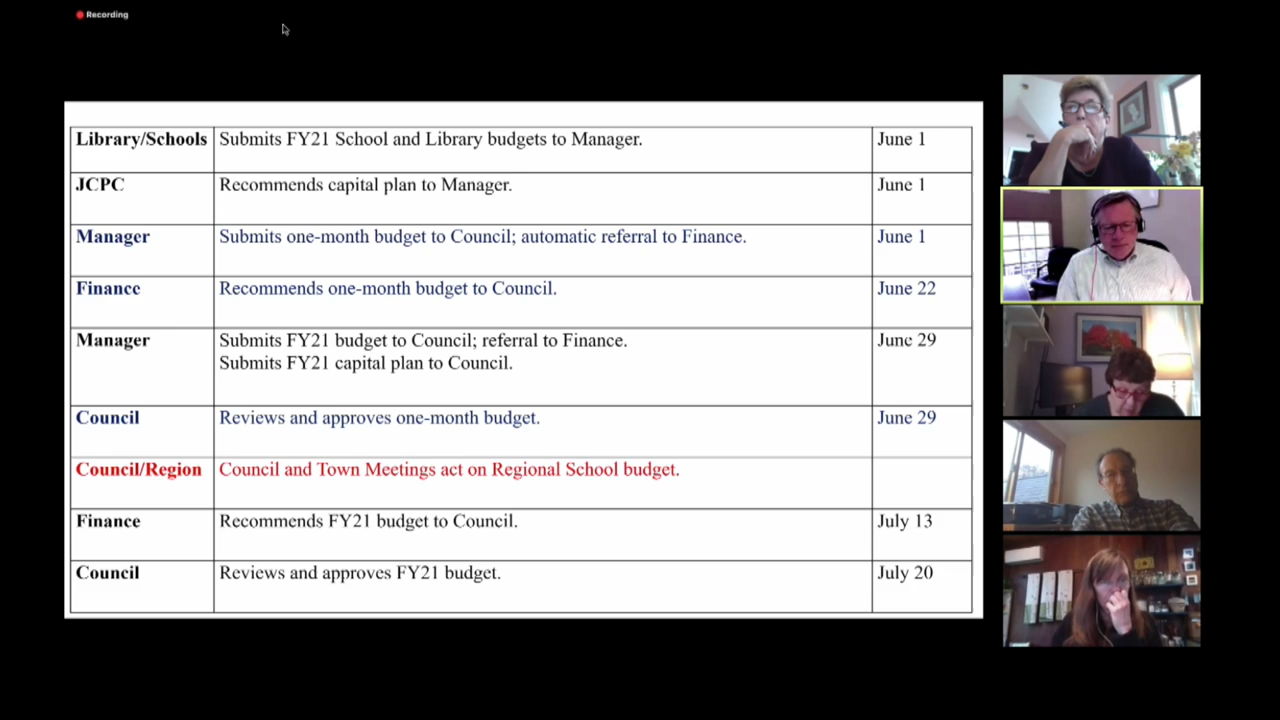 Recording
Library/Schools Submits FY21 School and Library budgets to Manager. June 1
JCPC Recommends capital plan to Manager. June 1
Manager Submits one-month budget to Council; automatic referral to Finance. June 1
Finance Recommends one-month budget to Council. June 22
Manager Submits FY21 budget to Council; referral to Finance. June 29
Submits FY21 capital plan to Council.
Council Reviews and approves one-month budget. June 29
Council/Region Council and Town Meetings act on Regional School budget.
Finance Recommends FY21 budget to Council. July 13
Council Reviews and approves FY21 budget. July 20